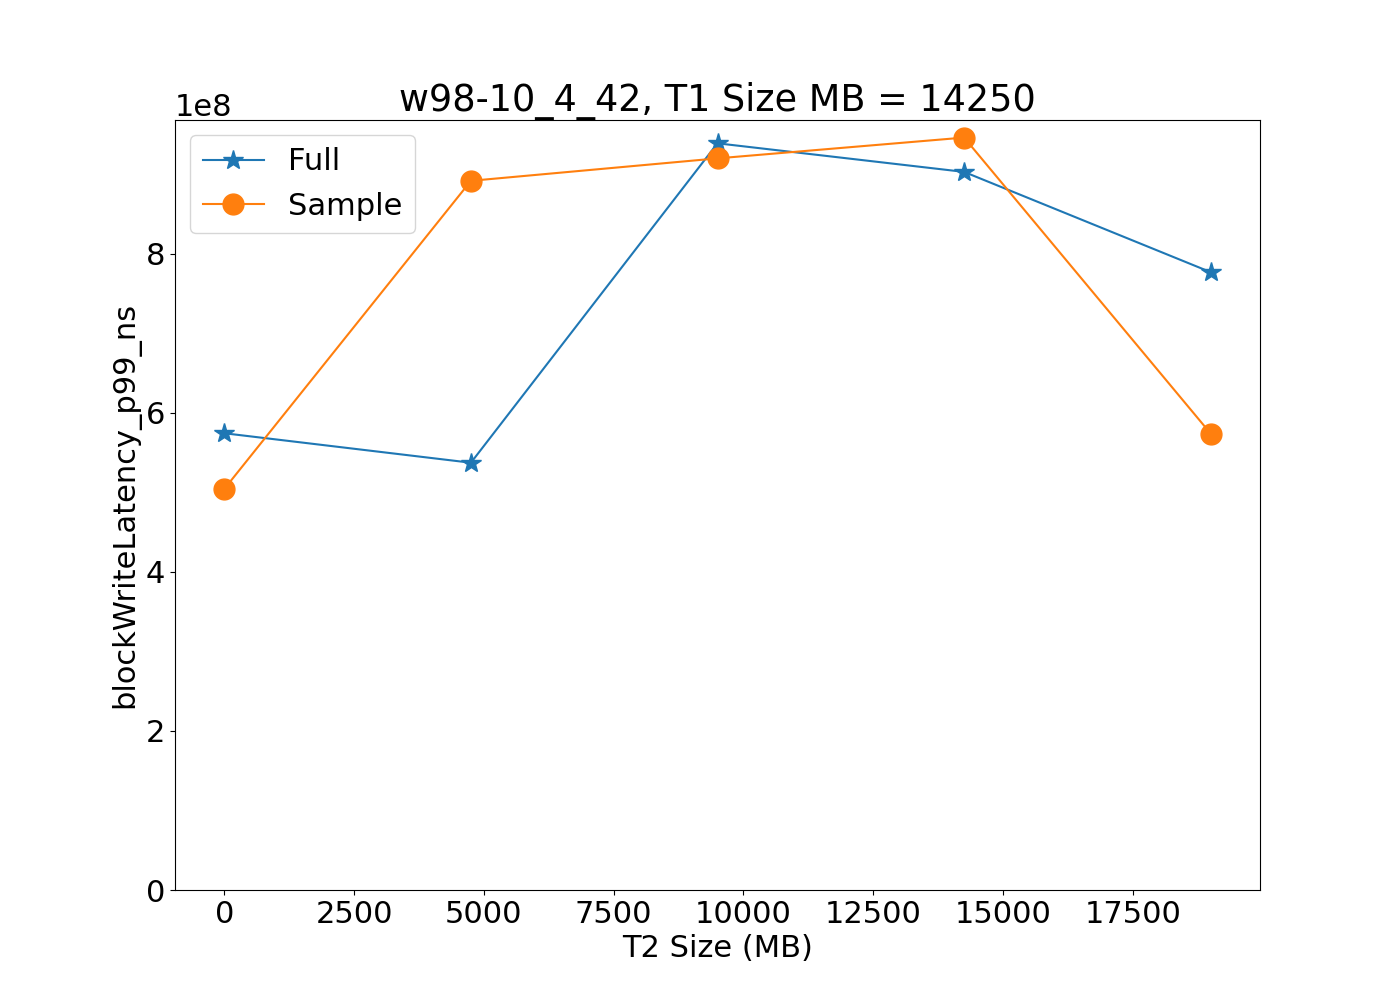 w98-10_4_42, T1 Size MB = 14250
1e8
Full
Sample
8
6
4
2
0
blockWriteLatency_p99_ns
0 2500 5000 7500 10000 12500 15000 17500
T2 Size (MB)